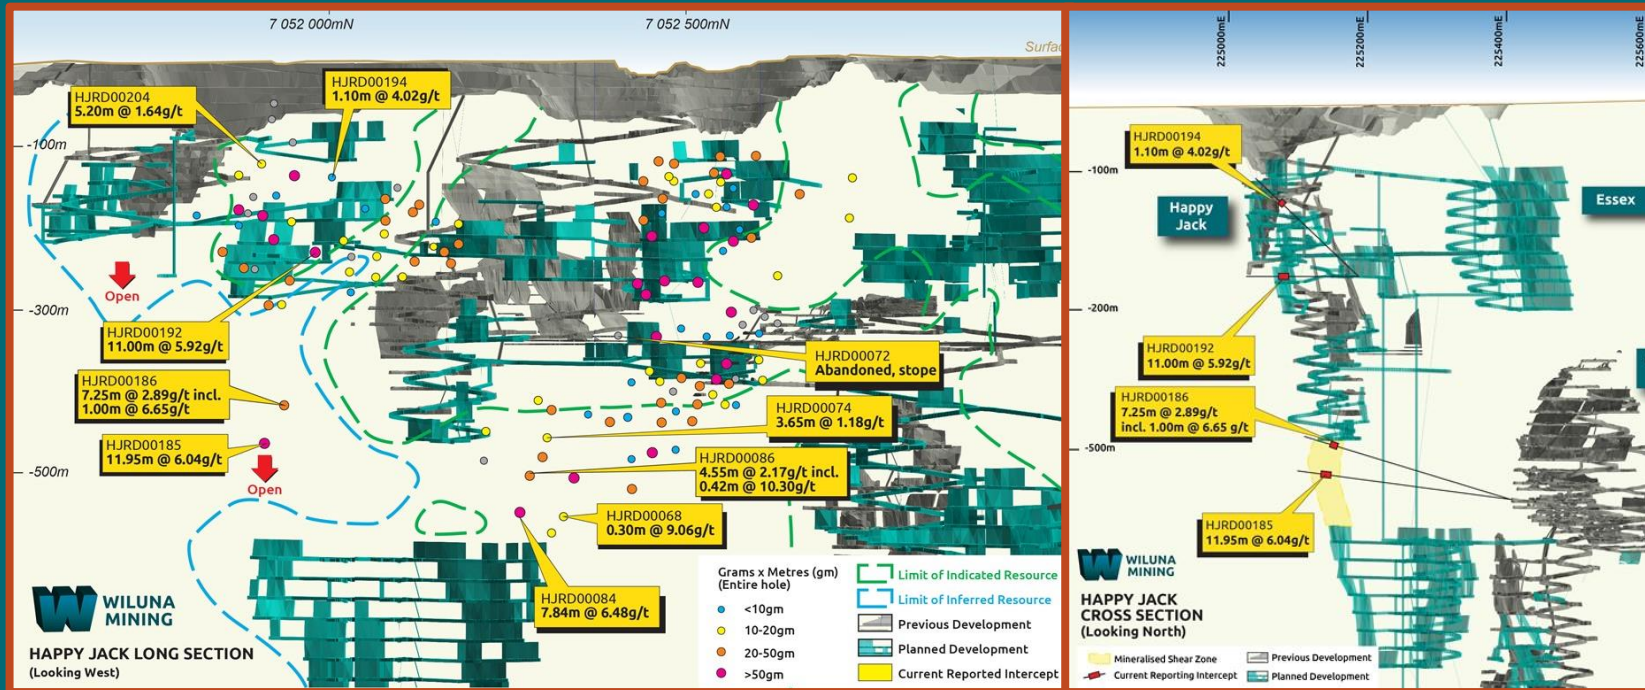 7 052 000mN
7 052 500mN
Surfa
HJRD00204
5.20m @ 1.64g/t
HJRD00194
1.10m @ 4.02g/t
-100m
Open
-300m
HJRD00192
11.00m @ 5.92g/t
HJRD00072
Abandoned, stope
HJRD00186
7.25m @ 2.89g/t incl.
1.00m @ 6.65g/t
HJRD00074
3.65m @ 1.18g/t
HJRD00185
11.95m @ 6.04g/t
HJRD00086
4.55m @ 2.17g/t incl.
0.42m @ 10.30g/t
-500m
Open
HJRD00068
0.30m @ 9.06g/t
HJRD00084
7.84m @ 6.48g/t
WILUNA
MINING
HAPPY JACK LONG SECTION
(Looking West)
Grams x Metres (gm)
(Entire hole)
<10gm
10-20gm
20-50gm
>50gm
Limit of Indicated Resource
Limit of Inferred Resource
Previous Development
Planned Development
Current Reported Intercept
225000mE
225200mE
225400mE
225600mE
HJRD00194
1.10m @ 4.02g/t
-100m
Happy
Jack
Essex
-200m
HJRD00192
11.00m @ 5.92g/t
HJRD00186
7.25m @ 2.89g/t
incl. 1.00m @ 6.65 g/t
-500m
HJRD00185
11.95m @ 6.04g/t
WILUNA
MINING
HAPPY JACK
CROSS SECTION
(Looking North)
Mineralised Shear Zone
Current Reporting Intercept
Previous Development
Planned Development